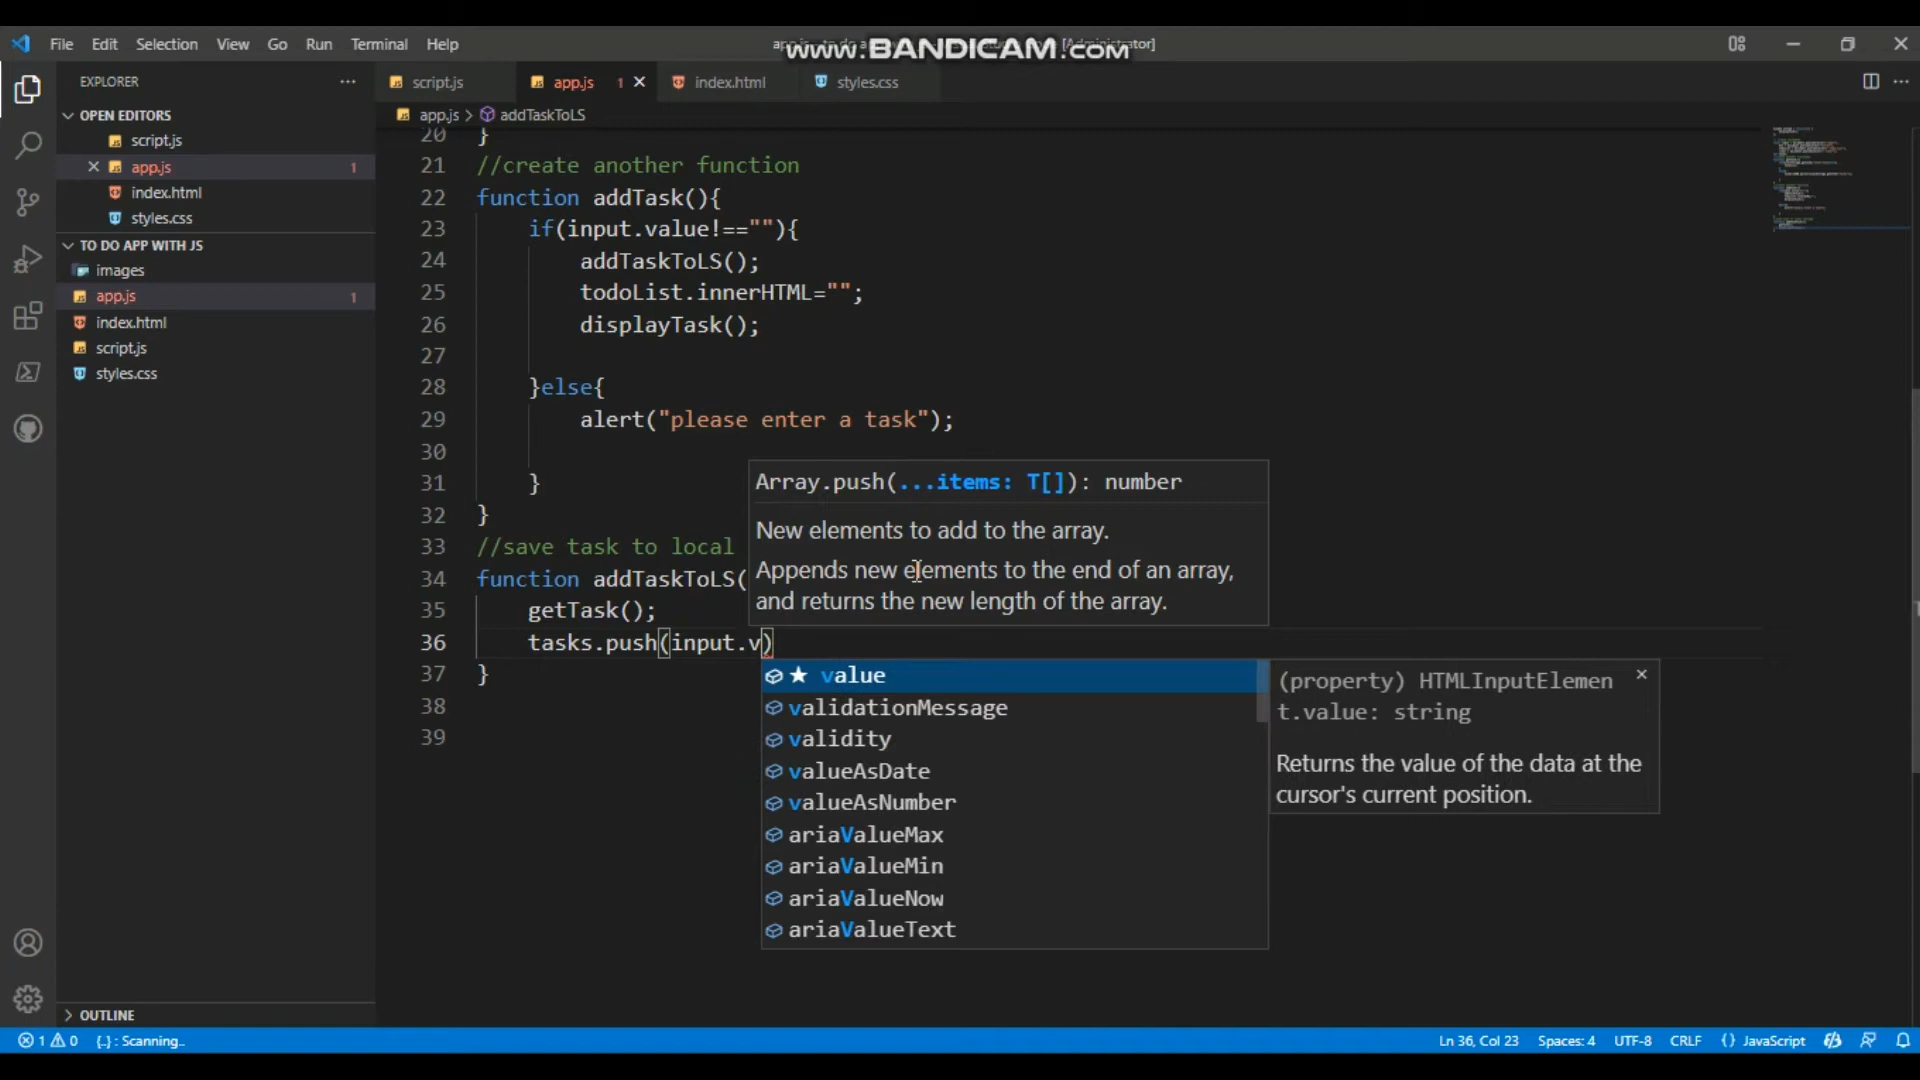 File Edit Selection View Go Run Terminal Help
www.BANDICAM.com
EXPLORER
OPEN EDITORS
script.js
app.js 1
index.html
styles.css
TO DO APP WITH JS
images
app.js 1
index.html
script.js
styles.css
OUTLINE
script.js app.js 1 index.html styles.css
app.js > addTaskToLS
20 }
21 //create another function
22 function addTask(){
23 if(input.value!==""){
24 addTaskToLS();
25 todoList.innerHTML="";
26 displayTask();
27
28 }else{
29 alert("please enter a task");
30
31 }
32 }
33 //save task to local
34 function addTaskToLS(
35 getTask();
36 tasks.push(input.v)
37 }
38
39
Array.push(...items: T[]): number
New elements to add to the array.
Appends new elements to the end of an array,
and returns the new length of the array.
value
validationMessage
validity
valueAsDate
valueAsNumber
ariaValueMax
ariaValueMin
ariaValueNow
ariaValueText
(property) HTMLInputElemen
t.value: string
Returns the value of the data at the
cursor's current position.
1 0 {..} : Scanning..
Ln 36, Col 23 Spaces: 4 UTF-8 CRLF {} JavaScript